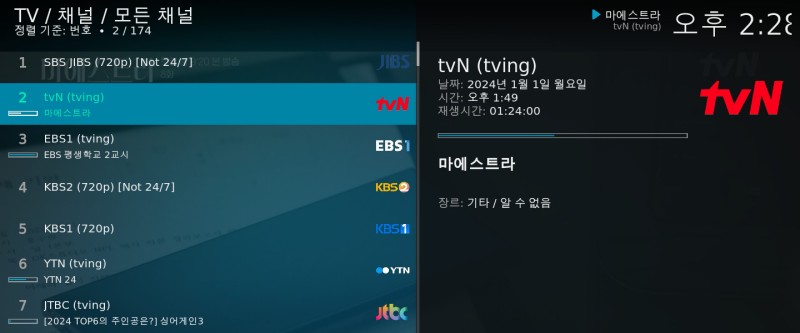 TV / 채널 / 모든 채널
정렬 기준: 번호 • 2 / 174
1 SBS JIBS (720p) [Not 24/7] JIBS
2 tvN (tving) tvN
마에스트라
3 EBS1 (tving) EBS1
EBS 평생학교 2교시
4 KBS2 (720p) [Not 24/7] KBS2
5 KBS1 (720p) KBS1
6 YTN (tving) YTN
YTN 24
7 JTBC (tving) jtbc
[2024 TOP6의 주인공은?] 싱어게인3
마에스트라
tvN (tving)
오후 2:28
tvN (tving)
날짜: 2024년 1월 1일 월요일
시간: 오후 1:49
재생시간: 01:24:00
tvN
마에스트라
장르: 기타 / 알 수 없음